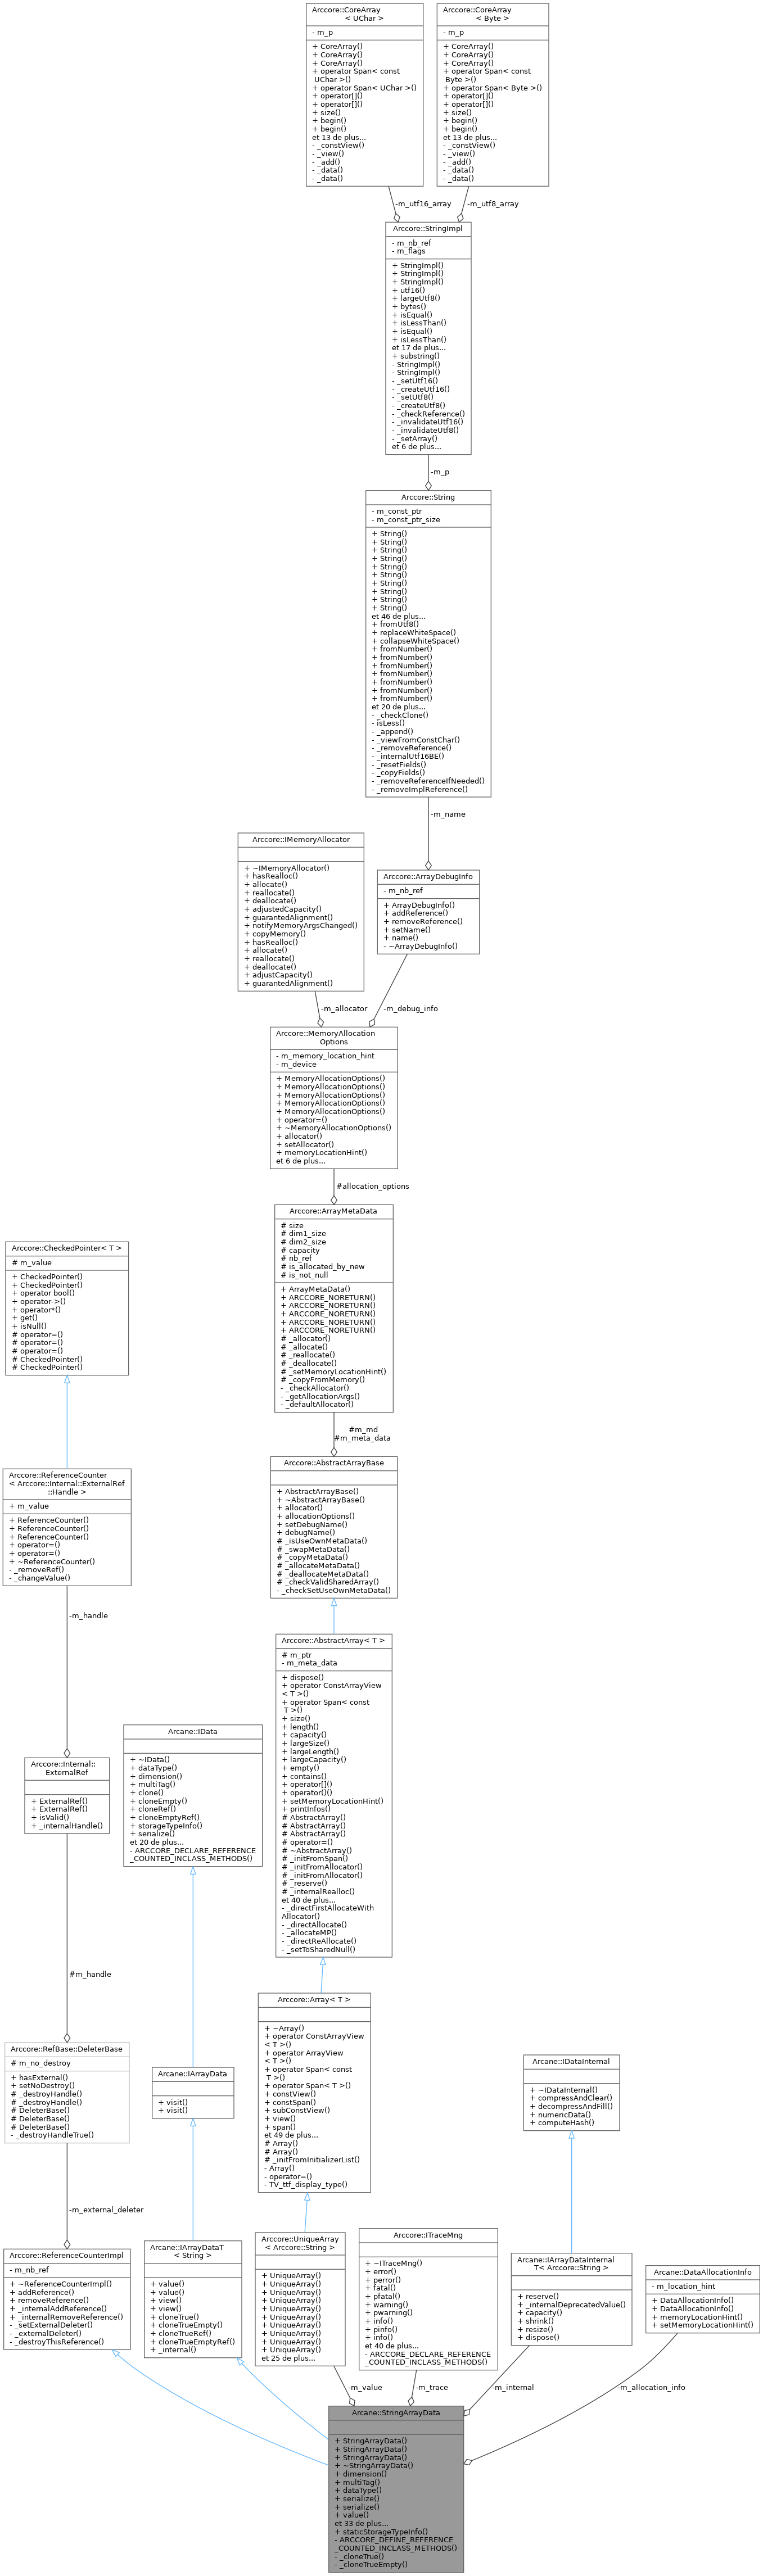 Arccore::CoreArray
< UChar >
- m_p
+ CoreArray()
+ CoreArray()
+ CoreArray()
+ operator Span< const
UChar >()
+ operator Span< UChar >()
+ operator[]()
+ operator[]()
+ size()
+ begin()
+ begin()
et 13 de plus...
- _constView()
- _view()
- _add()
- _data()
- _data()
Arccore::CoreArray
< Byte >
- m_p
+ CoreArray()
+ CoreArray()
+ CoreArray()
+ operator Span< const
Byte >()
+ operator Span< Byte >()
+ operator[]()
+ operator[]()
+ size()
+ begin()
+ begin()
et 13 de plus...
- _constView()
- _view()
- _add()
- _data()
- _data()
-m_utf16_array
-m_utf8_array
Arccore::StringImpl
- m_nb_ref
- m_flags
+ StringImpl()
+ StringImpl()
+ StringImpl()
+ utf16()
+ largeUtf8()
+ bytes()
+ isEqual()
+ isLessThan()
+ isEqual()
+ isLessThan()
et 17 de plus...
+ substring()
- StringImpl()
- StringImpl()
- _setUtf16()
- _createUtf16()
- _setUtf8()
- _createUtf8()
- _checkReference()
- _invalidateUtf16()
- _invalidateUtf8()
- _setArray()
et 6 de plus...
-m_p
Arccore::String
- m_const_ptr
- m_const_ptr_size
+ String()
+ String()
+ String()
+ String()
+ String()
+ String()
+ String()
+ String()
+ String()
+ String()
et 46 de plus...
+ fromUtf8()
+ replaceWhiteSpace()
+ collapseWhiteSpace()
+ fromNumber()
+ fromNumber()
+ fromNumber()
+ fromNumber()
+ fromNumber()
+ fromNumber()
+ fromNumber()
et 20 de plus...
- _checkClone()
- isLess()
- _append()
- _viewFromConstChar()
- _removeReference()
- _internalUtf16BE()
- _resetFields()
- _copyFields()
- _removeReferenceIfNeeded()
- _removeImplReference()
-m_name
Arccore::IMemoryAllocator
+ ~IMemoryAllocator()
+ hasRealloc()
+ allocate()
+ reallocate()
+ deallocate()
+ adjustedCapacity()
+ guarantedAlignment()
+ notifyMemoryArgsChanged()
+ copyMemory()
+ hasRealloc()
+ allocate()
+ reallocate()
+ deallocate()
+ adjustCapacity()
+ guarantedAlignment()
Arccore::ArrayDebugInfo
- m_nb_ref
+ ArrayDebugInfo()
+ addReference()
+ removeReference()
+ setName()
+ name()
- ~ArrayDebugInfo()
-m_allocator
-m_debug_info
Arccore::MemoryAllocation
Options
- m_memory_location_hint
- m_device
+ MemoryAllocationOptions()
+ MemoryAllocationOptions()
+ MemoryAllocationOptions()
+ MemoryAllocationOptions()
+ MemoryAllocationOptions()
+ operator=()
+ ~MemoryAllocationOptions()
+ allocator()
+ setAllocator()
+ memoryLocationHint()
et 6 de plus...
#allocation_options
Arccore::ArrayMetaData
# size
# dim1_size
# dim2_size
# capacity
# nb_ref
# is_allocated_by_new
# is_not_null
+ ArrayMetaData()
+ ARCCORE_NORETURN()
+ ARCCORE_NORETURN()
+ ARCCORE_NORETURN()
+ ARCCORE_NORETURN()
+ ARCCORE_NORETURN()
# _allocator()
# _allocate()
# _reallocate()
# _deallocate()
# _setMemoryLocationHint()
# _copyFromMemory()
- _checkAllocator()
- _getAllocationArgs()
- _defaultAllocator()
#m_md
#m_meta_data
Arccore::CheckedPointer< T >
# m_value
+ CheckedPointer()
+ CheckedPointer()
+ operator bool()
+ operator->()
+ operator*()
+ get()
+ isNull()
# operator=()
# operator=()
# operator=()
# CheckedPointer()
# CheckedPointer()
Arccore::ReferenceCounter
< Arccore::Internal::ExternalRef
::Handle >
+ m_value
+ ReferenceCounter()
+ ReferenceCounter()
+ ReferenceCounter()
+ operator=()
+ operator=()
+ ~ReferenceCounter()
- _removeRef()
- _changeValue()
-m_handle
Arccore::AbstractArrayBase
+ AbstractArrayBase()
+ ~AbstractArrayBase()
+ allocator()
+ allocationOptions()
+ setDebugName()
+ debugName()
# _isUseOwnMetaData()
# _swapMetaData()
# _copyMetaData()
# _allocateMetaData()
# _deallocateMetaData()
# _checkValidSharedArray()
- _checkSetUseOwnMetaData()
Arccore::AbstractArray< T >
# m_ptr
- m_meta_data
+ dispose()
+ operator ConstArrayView
< T >()
+ operator Span< const
T >()
+ size()
+ length()
+ capacity()
+ largeSize()
+ largeLength()
+ largeCapacity()
+ empty()
+ contains()
+ operator[]()
+ operator()()
+ setMemoryLocationHint()
+ printInfos()
# AbstractArray()
# AbstractArray()
# AbstractArray()
# operator=()
# ~AbstractArray()
# _initFromSpan()
# _initFromAllocator()
# _initFromAllocator()
# _reserve()
# _internalRealloc()
et 40 de plus...
- _directFirstAllocateWith
Allocator()
- _directAllocate()
- _allocateMP()
- _directReAllocate()
- _setToSharedNull()
Arccore::Internal::
ExternalRef
+ ExternalRef()
+ ExternalRef()
+ isValid()
+ _internalHandle()
#m_handle
Arcane::IData
+ ~IData()
+ dataType()
+ dimension()
+ multiTag()
+ clone()
+ cloneEmpty()
+ cloneRef()
+ cloneEmptyRef()
+ storageTypeInfo()
+ serialize()
et 20 de plus...
- ARCCORE_DECLARE_REFERENCE
_COUNTED_INCLASS_METHODS()
Arccore::RefBase::DeleterBase
# m_no_destroy
+ hasExternal()
+ setNoDestroy()
# _destroyHandle()
# _destroyHandle()
# DeleterBase()
# DeleterBase()
# DeleterBase()
- _destroyHandleTrue()
-m_external_deleter
Arcane::IArrayData
+ visit()
+ visit()
Arccore::Array< T >
+ ~Array()
+ operator ConstArrayView
< T >()
+ operator ArrayView
< T >()
+ operator Span< const
T >()
+ operator Span< T >()
+ constView()
+ constSpan()
+ subConstView()
+ view()
+ span()
et 49 de plus...
# Array()
# Array()
# _initFromInitializerList()
- Array()
- operator=()
- TV_ttf_display_type()
Arcane::IDataInternal
+ ~IDataInternal()
+ compressAndClear()
+ decompressAndFill()
+ numericData()
+ computeHash()
Arccore::ReferenceCounterImpl
- m_nb_ref
+ ~ReferenceCounterImpl()
+ addReference()
+ removeReference()
+ _internalAddReference()
+ _internalRemoveReference()
- _setExternalDeleter()
- _externalDeleter()
- _destroyThisReference()
Arcane::IArrayDataT
< String >
+ value()
+ value()
+ view()
+ view()
+ cloneTrue()
+ cloneTrueEmpty()
+ cloneTrueRef()
+ cloneTrueEmptyRef()
+ _internal()
Arccore::UniqueArray
< Arccore::String >
+ UniqueArray()
+ UniqueArray()
+ UniqueArray()
+ UniqueArray()
+ UniqueArray()
+ UniqueArray()
+ UniqueArray()
+ UniqueArray()
+ UniqueArray()
+ UniqueArray()
et 25 de plus...
Arccore::ITraceMng
+ ~ITraceMng()
+ error()
+ perror()
+ fatal()
+ pfatal()
+ warning()
+ pwarning()
+ info()
+ pinfo()
+ info()
et 40 de plus...
- ARCCORE_DECLARE_REFERENCE
_COUNTED_INCLASS_METHODS()
Arcane::IArrayDataInternal
T< Arccore::String >
+ reserve()
+ _internalDeprecatedValue()
+ capacity()
+ shrink()
+ resize()
+ dispose()
Arcane::DataAllocationInfo
- m_location_hint
+ DataAllocationInfo()
+ DataAllocationInfo()
+ memoryLocationHint()
+ setMemoryLocationHint()
-m_value
-m_trace
-m_internal
-m_allocation_info
Arcane::StringArrayData
+ StringArrayData()
+ StringArrayData()
+ StringArrayData()
+ ~StringArrayData()
+ dimension()
+ multiTag()
+ dataType()
+ serialize()
+ serialize()
+ value()
et 33 de plus...
+ staticStorageTypeInfo()
- ARCCORE_DEFINE_REFERENCE
_COUNTED_INCLASS_METHODS()
- _cloneTrue()
- _cloneTrueEmpty()